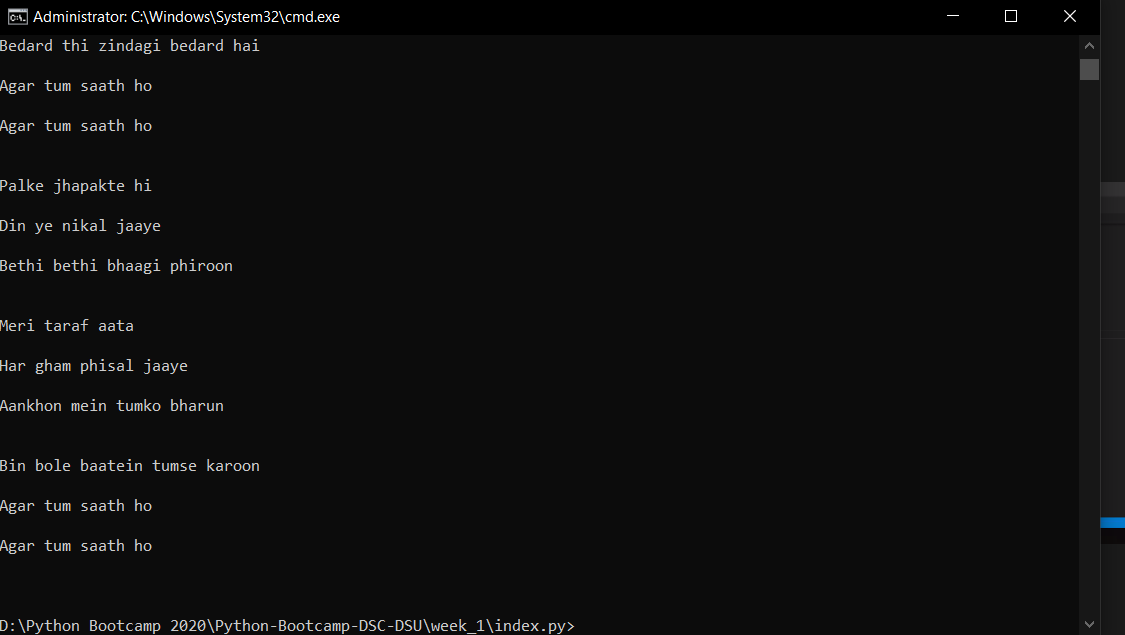 Administrator: C:\Windows\System32\cmd.exe
Bedard thi zindagi bedard hai
Agar tum saath ho
Agar tum saath ho
Palke jhapakte hi
Din ye nikal jaaye
Bethi bethi bhaagi phiroon
Meri taraf aata
Har gham phisal jaaye
Aankhon mein tumko bharun
Bin bole baatein tumse karoon
Agar tum saath ho
Agar tum saath ho
D:\Python Bootcamp 2020\Python-Bootcamp-DSC-DSU\week_1\index.py>